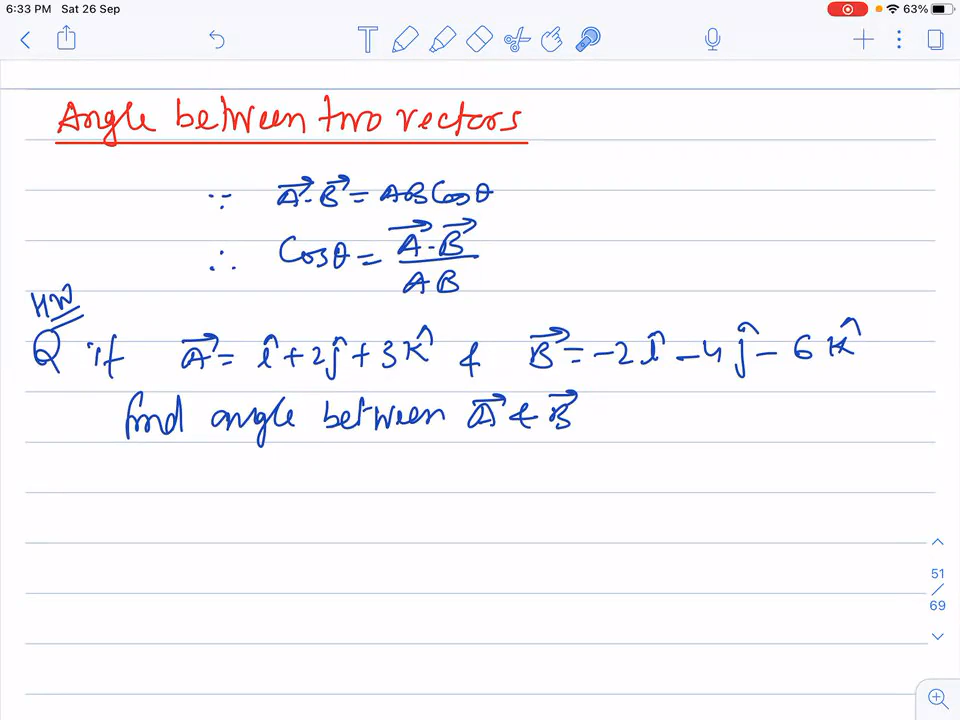 6:33 PM Sat 26 Sep 63%
Angle between two vectors
∵ A⃗·B⃗ = AB Cosθ
∴ Cosθ = A⃗·B⃗ / AB
HW
Q if A⃗ = î + 2ĵ + 3k̂ & B⃗ = -2î - 4ĵ - 6k̂
find angle between A⃗ & B⃗
51
/
69